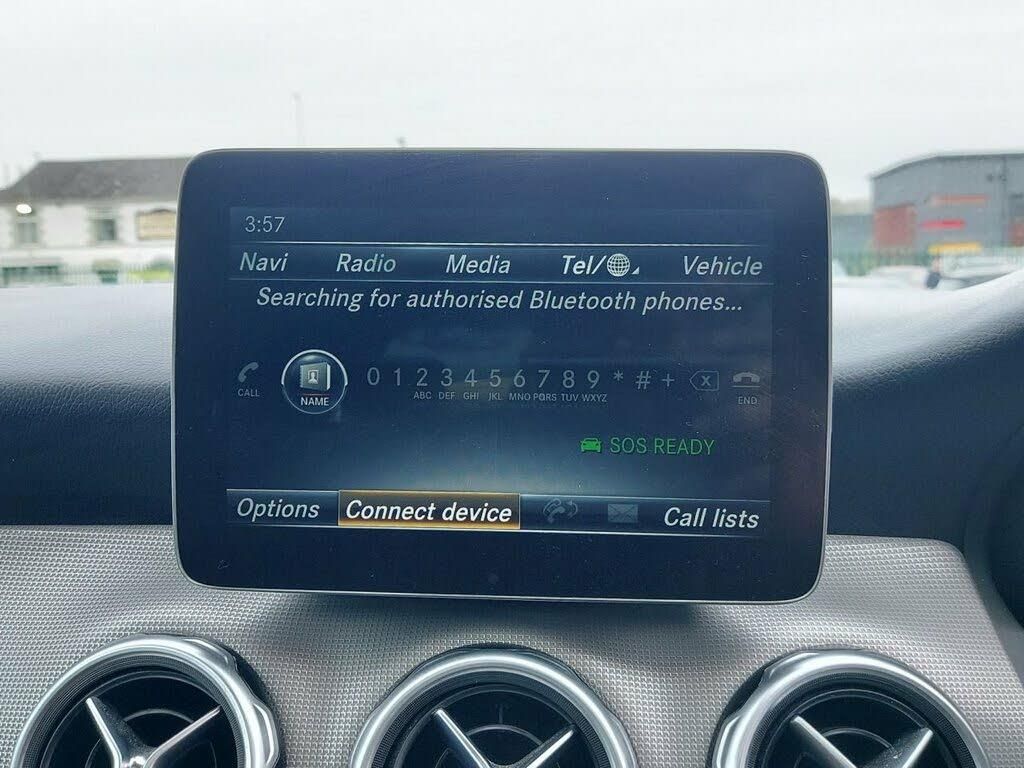 3:57
Navi Radio Media Tel/ Vehicle
Searching for authorised Bluetooth phones...
CALL NAME 0 1 2 3 4 5 6 7 8 9 * # + X END
ABC DEF GHI JKL MNO PQRS TUV WXYZ
SOS READY
Options Connect device Call lists